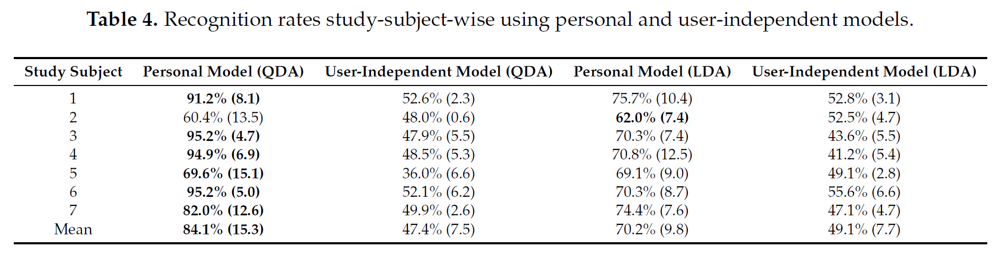 Table 4. Recognition rates study-subject-wise using personal and user-independent models.
Study Subject Personal Model (QDA) User-Independent Model (QDA) Personal Model (LDA) User-Independent Model (LDA)
1 91.2% (8.1) 52.6% (2.3) 75.7% (10.4) 52.8% (3.1)
2 60.4% (13.5) 48.0% (0.6) 62.0% (7.4) 52.5% (4.7)
3 95.2% (4.7) 47.9% (5.5) 70.3% (7.4) 43.6% (5.5)
4 94.9% (6.9) 48.5% (5.3) 70.8% (12.5) 41.2% (5.4)
5 69.6% (15.1) 36.0% (6.6) 69.1% (9.0) 49.1% (2.8)
6 95.2% (5.0) 52.1% (6.2) 70.3% (8.7) 55.6% (6.6)
7 82.0% (12.6) 49.9% (2.6) 74.4% (7.6) 47.1% (4.7)
Mean 84.1% (15.3) 47.4% (7.5) 70.2% (9.8) 49.1% (7.7)